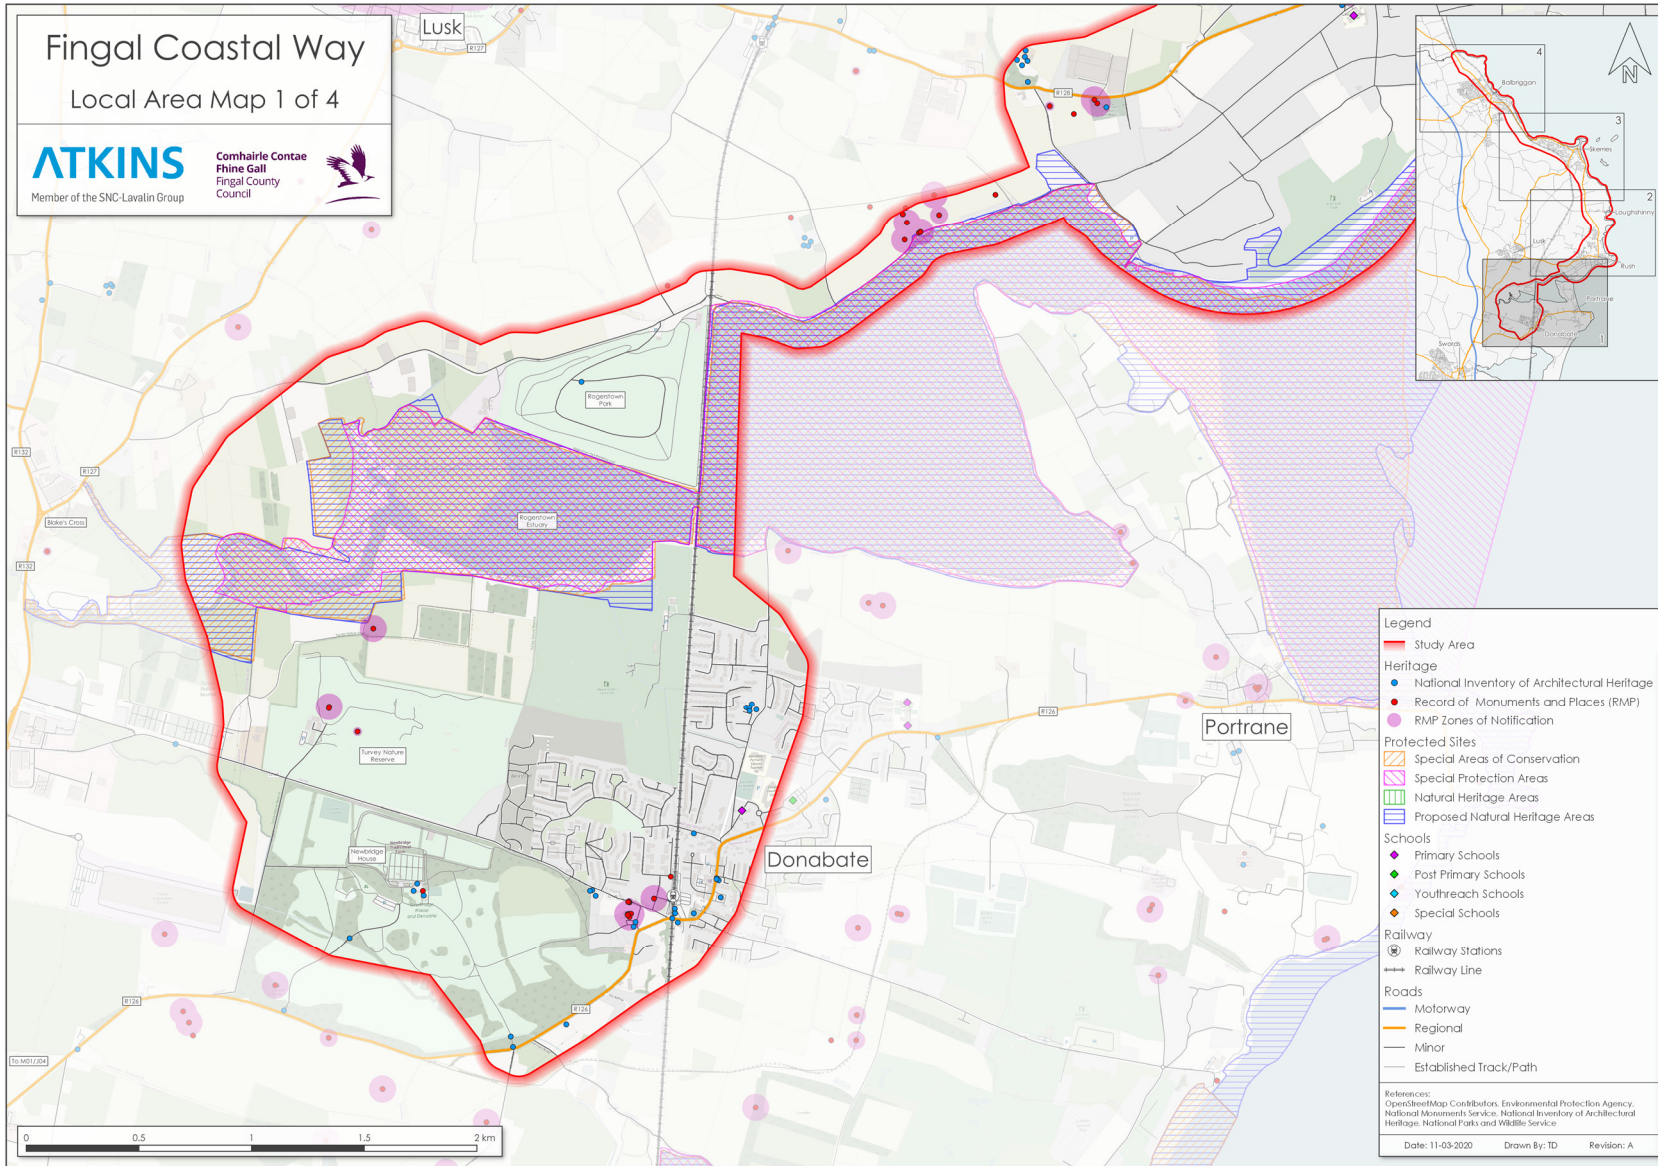 Fingal Coastal Way
Local Area Map 1 of 4
ATKINS
Member of the SNC-Lavalin Group
Comhairle Contae
Fhine Gall
Fingal County
Council
Lusk
R127
R128
N
4
Balbriggan
3
Skerries
2
Loughshinny
Lusk
Rush
Portrane
Donabate
1
Swords
Rogerstown
Park
R132
R127
Blake's Cross
Rogerstown
Estuary
R132
Turvey Nature
Reserve
R126
Portrane
Donabate
Newbridge
House
R126
R126
To M01/J04
0 0.5 1 1.5 2 km
Legend
Study Area
Heritage
National Inventory of Architectural Heritage
Record of Monuments and Places (RMP)
RMP Zones of Notification
Protected Sites
Special Areas of Conservation
Special Protection Areas
Natural Heritage Areas
Proposed Natural Heritage Areas
Schools
Primary Schools
Post Primary Schools
Youthreach Schools
Special Schools
Railway
Railway Stations
Railway Line
Roads
Motorway
Regional
Minor
Established Track/Path
References:
OpenStreetMap Contributors, Environmental Protection Agency,
National Monuments Service, National Inventory of Architectural
Heritage, National Parks and Wildlife Service
Date: 11-03-2020 Drawn By: TD Revision: A